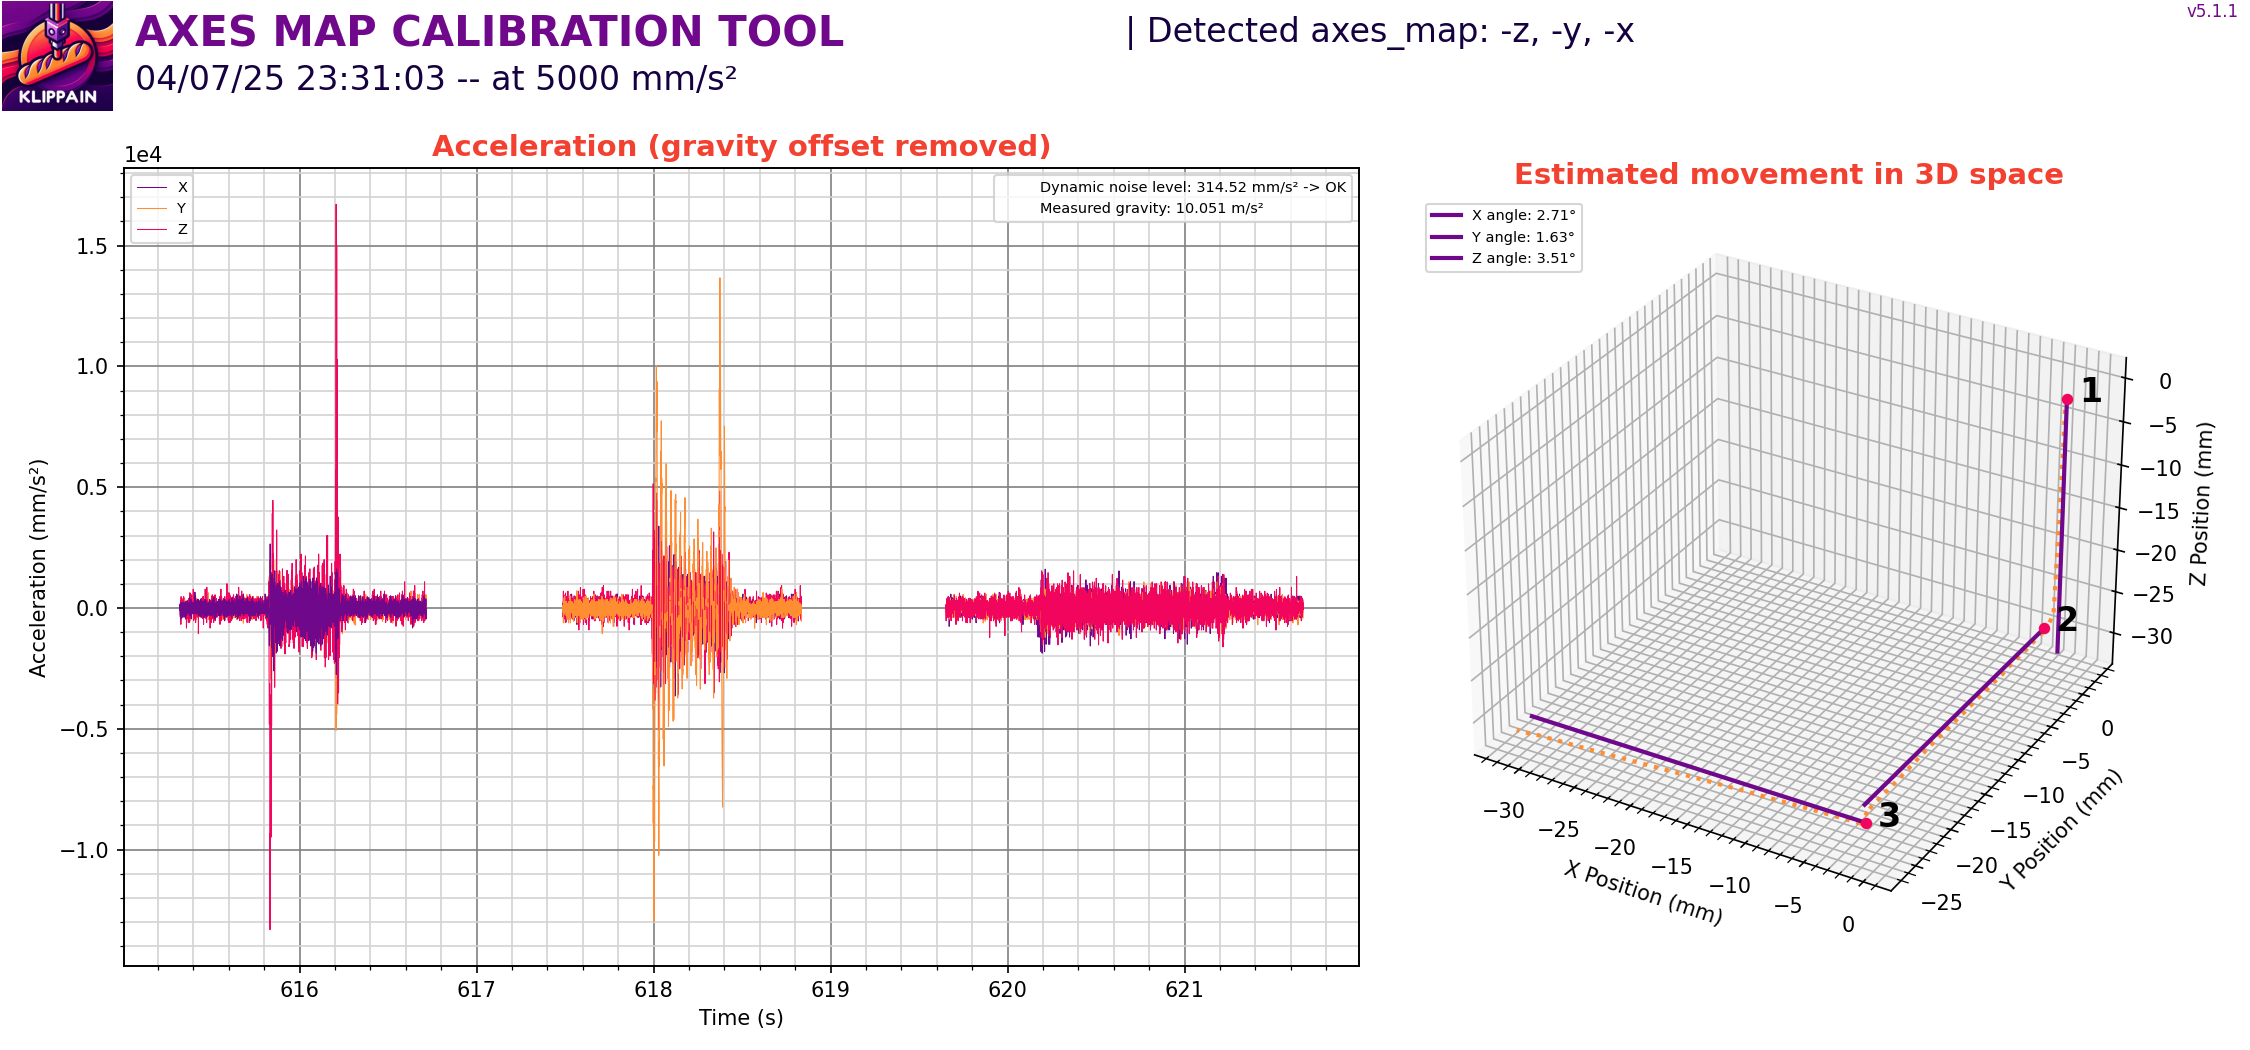 AXES MAP CALIBRATION TOOL
| Detected axes_map: -z, -y, -x
v5.1.1
04/07/25 23:31:03 -- at 5000 mm/s²
KLIPPAIN
Acceleration (gravity offset removed)
1e4
X
Y
Z
Dynamic noise level: 314.52 mm/s² -> OK
Measured gravity: 10.051 m/s²
1.5
1.0
0.5
0.0
−0.5
−1.0
Acceleration (mm/s²)
616
617
618
619
620
621
Time (s)
Estimated movement in 3D space
X angle: 2.71°
Y angle: 1.63°
Z angle: 3.51°
1
2
3
0
−5
−10
−15
−20
−25
−30
Z Position (mm)
0
−5
−10
−15
−20
−25
Y Position (mm)
−30
−25
−20
−15
−10
−5
0
X Position (mm)